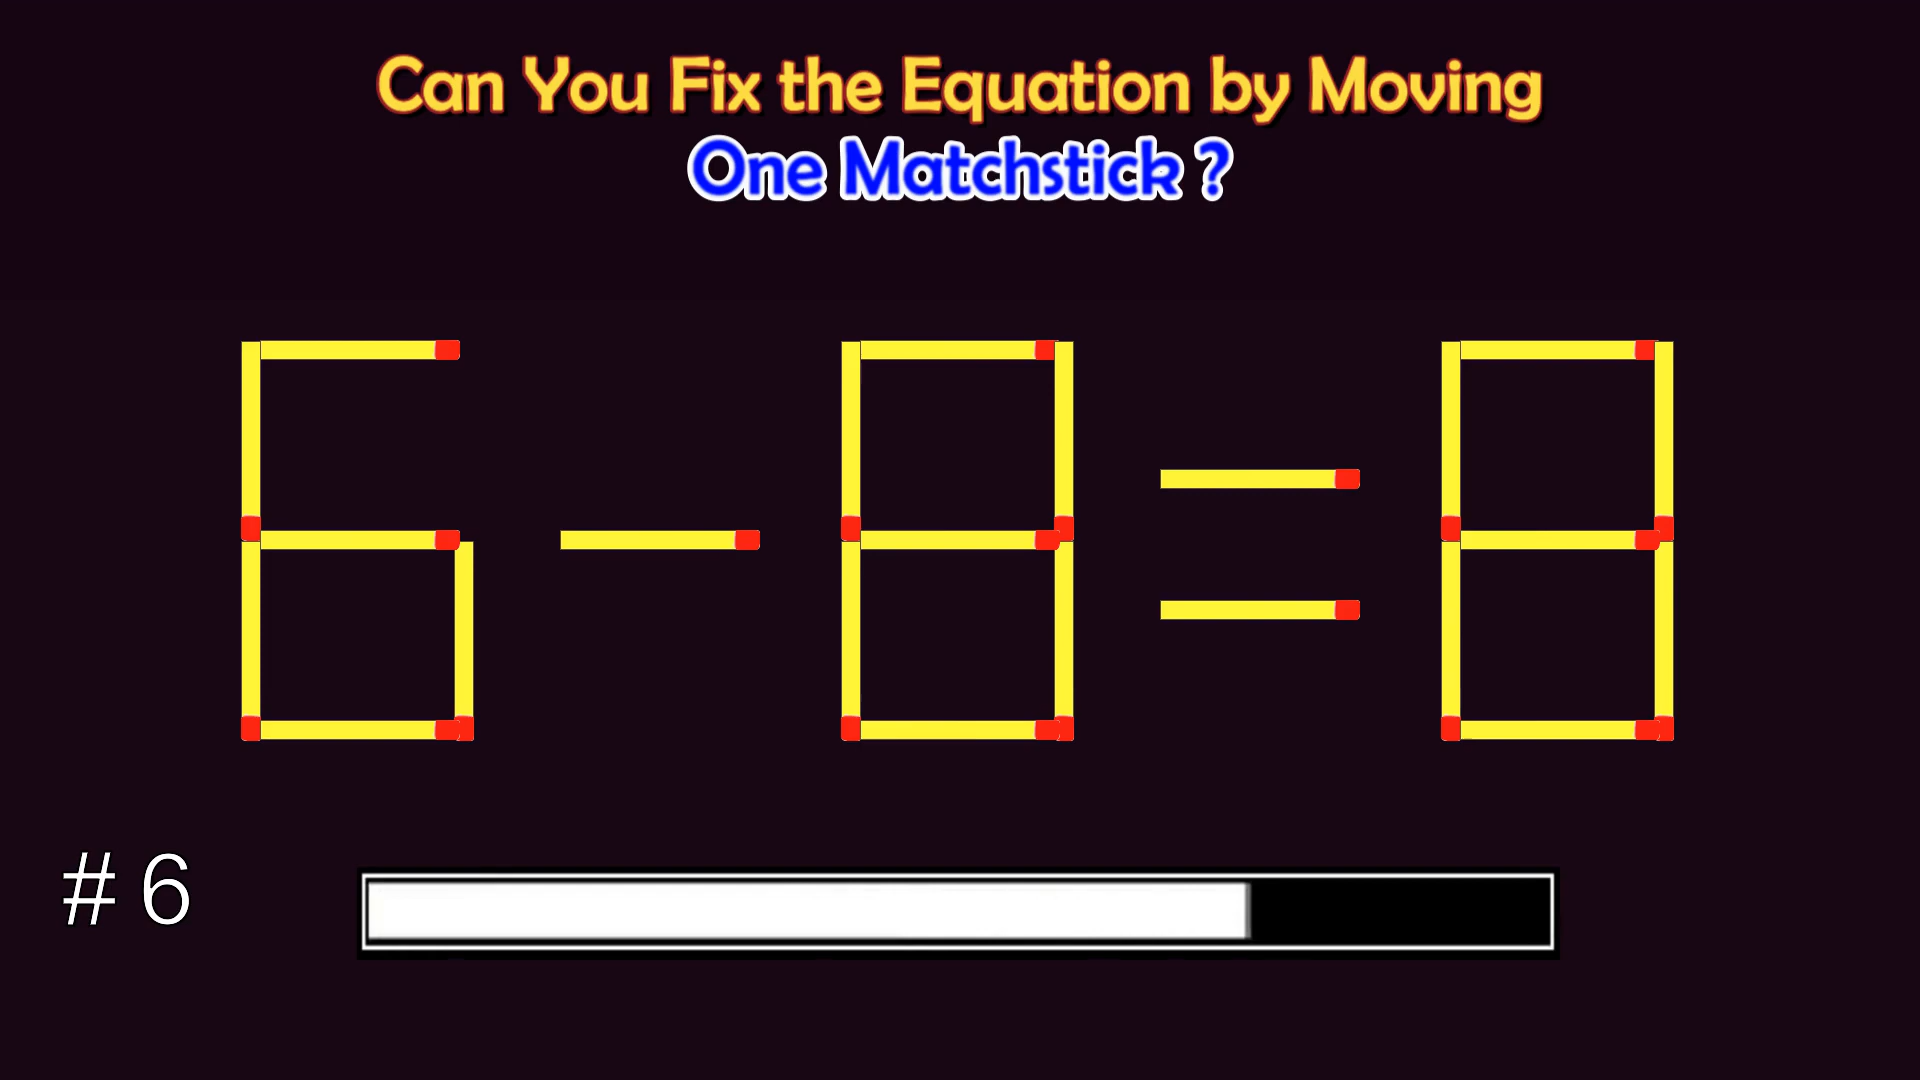 Can You Fix the Equation by Moving
One Matchstick ?
6 - 8 = 8
# 6